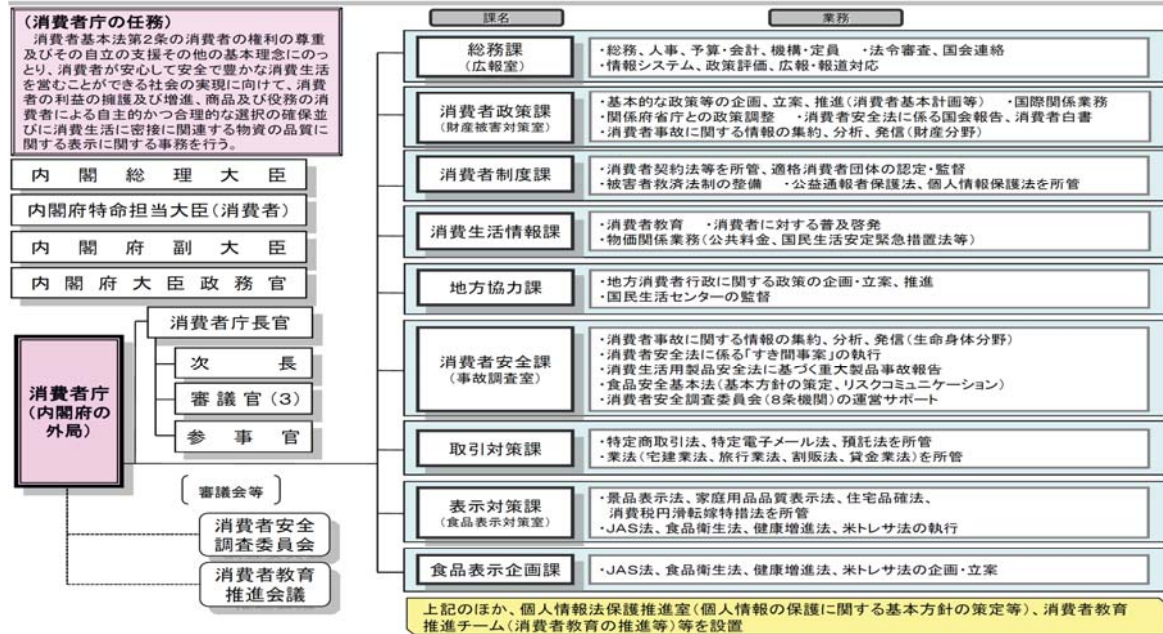 (消費者庁の任務)
消費者基本法第2条の消費者の権利の尊重
及びその自立の支援その他の基本理念にのっ
とり、消費者が安心して安全で豊かな消費生活
を営むことができる社会の実現に向けて、消費
者の利益の擁護及び増進、商品及び役務の消
費者による自主的かつ合理的な選択の確保並
びに消費生活に密接に関連する物資の品質に
関する表示に関する事務を行う。
内閣総理大臣
内閣府特命担当大臣(消費者)
内閣府副大臣
内閣府大臣政務官
消費者庁
(内閣府の
外局)
消費者庁長官
次長
審議官(3)
参事官
審議会等
消費者安全
調査委員会
消費者教育
推進会議
課名
業務
総務課
(広報室)
・総務、人事、予算・会計、機構・定員 ・法令審査、国会連絡
・情報システム、政策評価、広報・報道対応
消費者政策課
(財産被害対策室)
・基本的な政策等の企画、立案、推進(消費者基本計画等) ・国際関係業務
・関係府省庁との政策調整 ・消費者安全法に係る国会報告、消費者白書
・消費者事故に関する情報の集約、分析、発信(財産分野)
消費者制度課
・消費者契約法等を所管、適格消費者団体の認定・監督
・被害者救済法制の整備 ・公益通報者保護法、個人情報保護法を所管
消費生活情報課
・消費者教育 ・消費者に対する普及啓発
・物価関係業務(公共料金、国民生活安定緊急措置法等)
地方協力課
・地方消費者行政に関する政策の企画・立案、推進
・国民生活センターの監督
消費者安全課
(事故調査室)
・消費者事故に関する情報の集約、分析、発信(生命身体分野)
・消費者安全法に係る「すき間事案」の執行
・消費生活用製品安全法に基づく重大製品事故報告
・食品安全基本法(基本方針の策定、リスクコミュニケーション)
・消費者安全調査委員会(8条機関)の運営サポート
取引対策課
・特定商取引法、特定電子メール法、預託法を所管
・業法(宅建業法、旅行業法、割販法、貸金業法)を所管
表示対策課
(食品表示対策室)
・景品表示法、家庭用品品質表示法、住宅品確法、
消費税円滑転嫁特措法を所管
・JAS法、食品衛生法、健康増進法、米トレサ法の執行
食品表示企画課
・JAS法、食品衛生法、健康増進法、米トレサ法の企画・立案
上記のほか、個人情報法保護推進室(個人情報の保護に関する基本方針の策定等)、消費者教育
推進チーム(消費者教育の推進等)等を設置